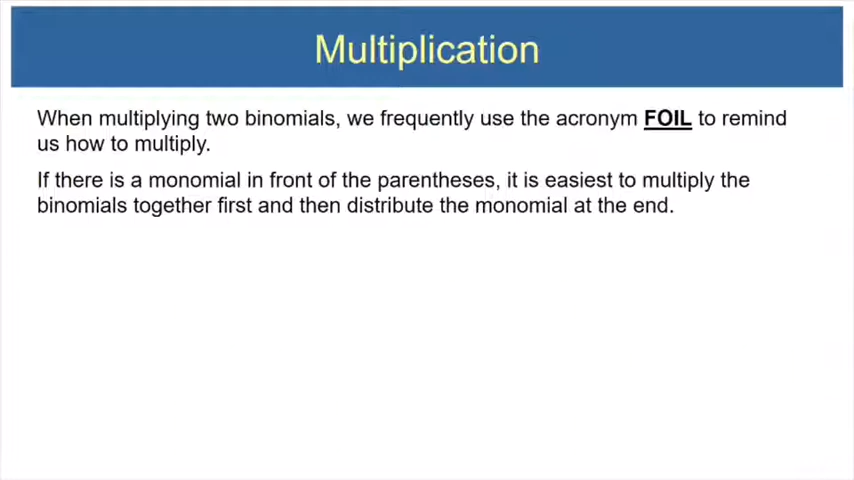 Multiplication
When multiplying two binomials, we frequently use the acronym FOIL to remind
us how to multiply.
If there is a monomial in front of the parentheses, it is easiest to multiply the
binomials together first and then distribute the monomial at the end.